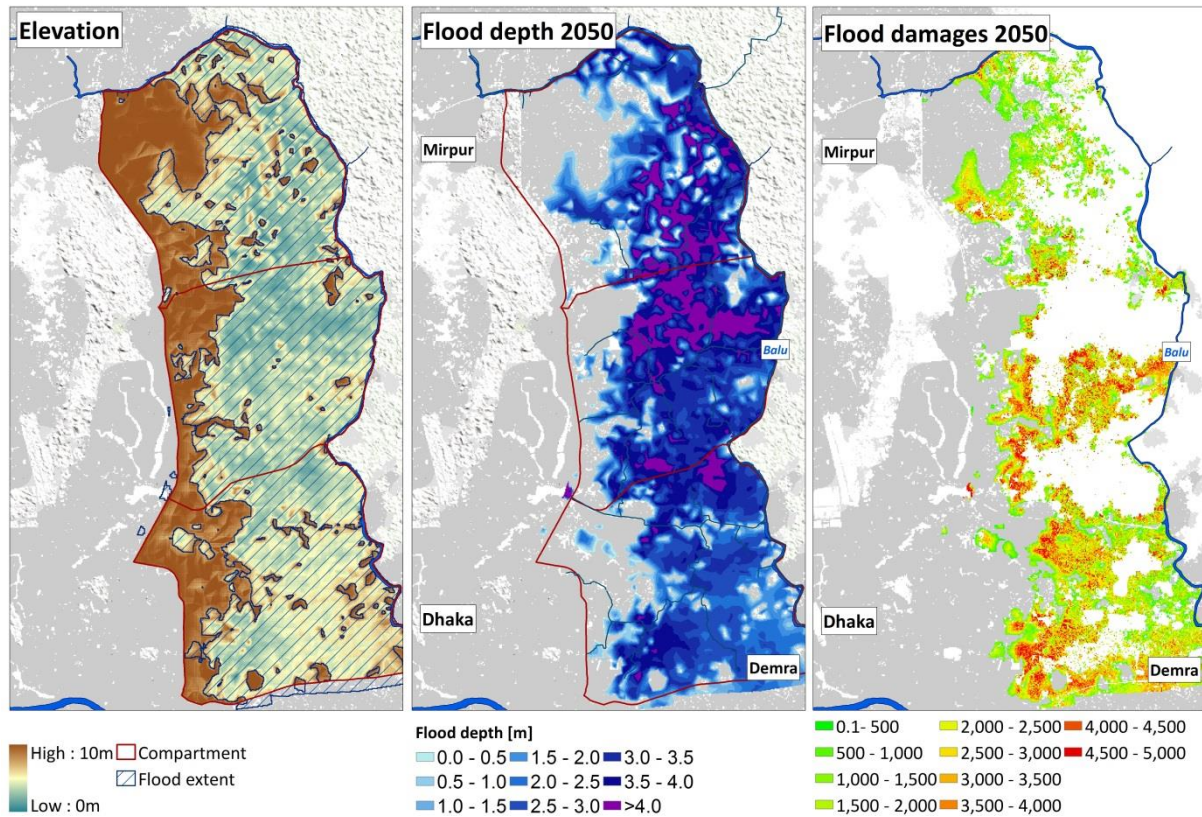 Elevation
Flood depth 2050
Flood damages 2050
Mirpur
Mirpur
Balu
Balu
Dhaka
Dhaka
Demra
Demra
High : 10m
Low : 0m
Compartment
Flood extent
Flood depth [m]
0.0 - 0.5
0.5 - 1.0
1.0 - 1.5
1.5 - 2.0
2.0 - 2.5
2.5 - 3.0
3.0 - 3.5
3.5 - 4.0
>4.0
0.1- 500
500 - 1,000
1,000 - 1,500
1,500 - 2,000
2,000 - 2,500
2,500 - 3,000
3,000 - 3,500
3,500 - 4,000
4,000 - 4,500
4,500 - 5,000